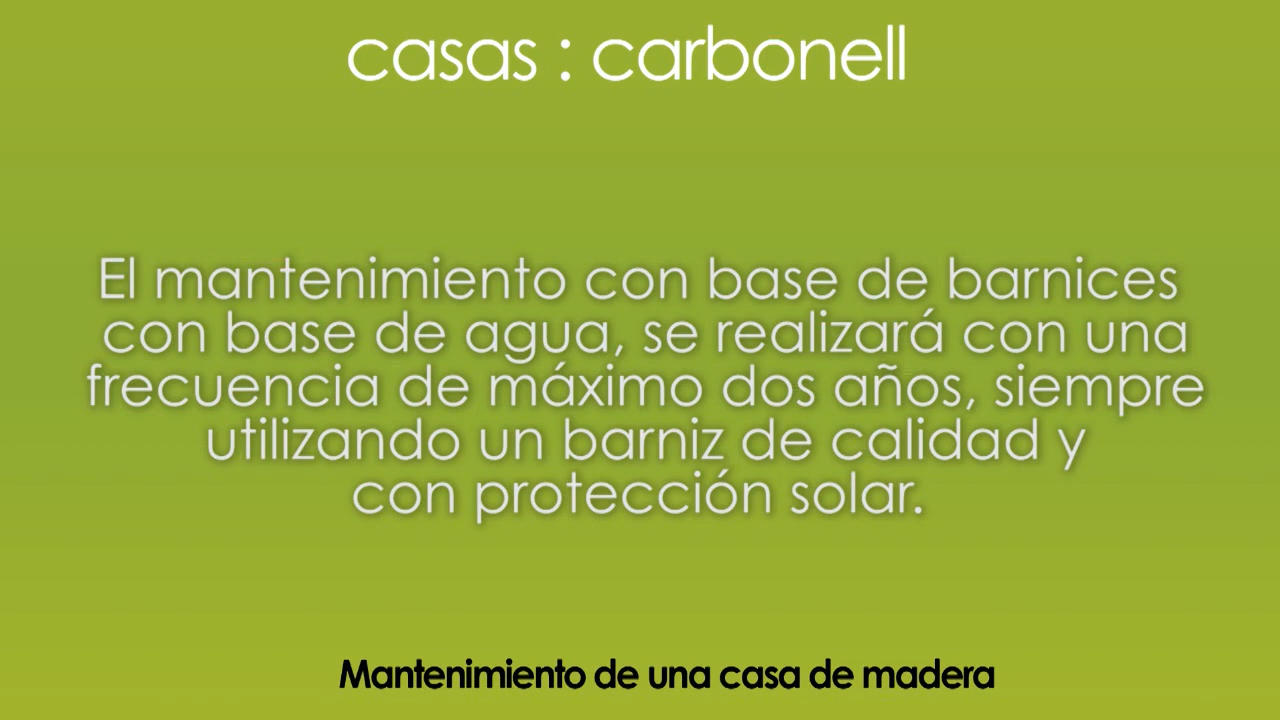 casas : carbonell
El mantenimiento con base de barnices
con base de agua, se realizará con una
frecuencia de máximo dos años, siempre
utilizando un barniz de calidad y
con protección solar.
Mantenimiento de una casa de madera